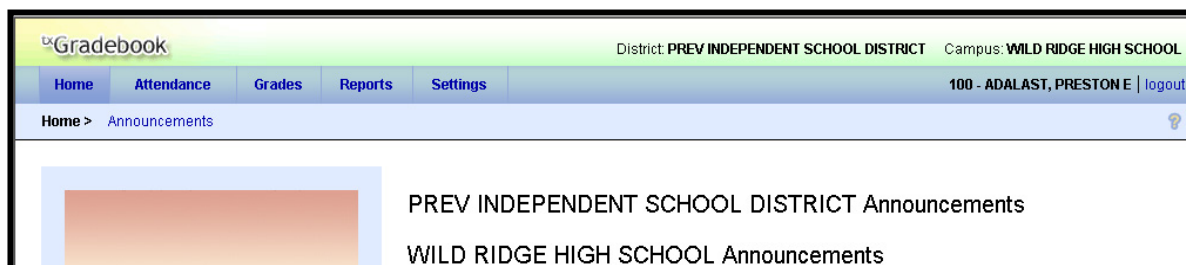 txGradebook District: PREV INDEPENDENT SCHOOL DISTRICT Campus: WILD RIDGE HIGH SCHOOL
Home Attendance Grades Reports Settings 100 - ADALAST, PRESTON E | logout
Home > Announcements ?
PREV INDEPENDENT SCHOOL DISTRICT Announcements
WILD RIDGE HIGH SCHOOL Announcements